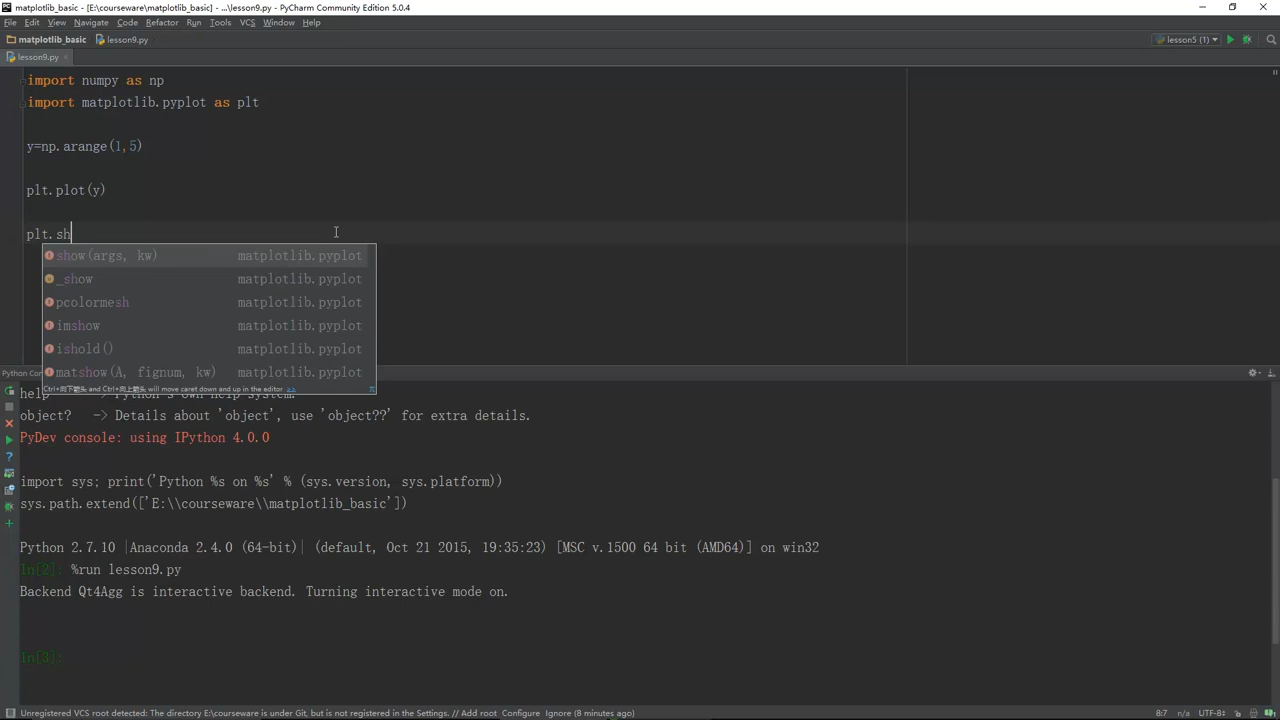 matplotlib_basic - [E:\courseware\matplotlib_basic] - ...\lesson9.py - PyCharm Community Edition 5.0.4
File Edit View Navigate Code Refactor Run Tools VCS Window Help
matplotlib_basic lesson9.py lesson5 (1)
lesson9.py
import numpy as np
import matplotlib.pyplot as plt
y=np.arange(1,5)
plt.plot(y)
plt.sh
show(args, kw) matplotlib.pyplot
_show matplotlib.pyplot
pcolormesh matplotlib.pyplot
imshow matplotlib.pyplot
ishold() matplotlib.pyplot
matshow(A, fignum, kw) matplotlib.pyplot
Ctrl+向下箭头 and Ctrl+向上箭头 will move caret down and up in the editor >>
Python Con
help -> Python's own help system.
object? -> Details about 'object', use 'object??' for extra details.
PyDev console: using IPython 4.0.0
import sys; print('Python %s on %s' % (sys.version, sys.platform))
sys.path.extend(['E:\\courseware\\matplotlib_basic'])
Python 2.7.10 |Anaconda 2.4.0 (64-bit)| (default, Oct 21 2015, 19:35:23) [MSC v.1500 64 bit (AMD64)] on win32
In[2]: %run lesson9.py
Backend Qt4Agg is interactive backend. Turning interactive mode on.
In[3]:
Unregistered VCS root detected: The directory E:\courseware is under Git, but is not registered in the Settings. // Add root Configure Ignore (8 minutes ago) 8:7 n/a UTF-8